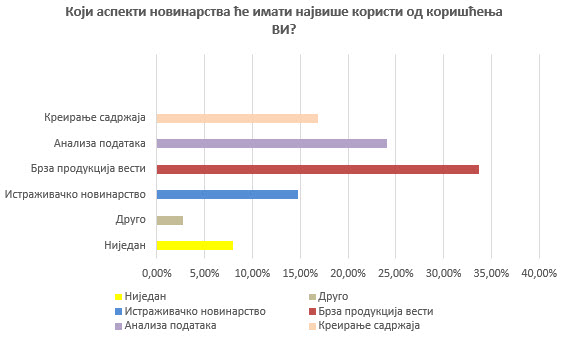 Који аспекти новинарства ће имати највише користи од коришћења
ВИ?
Креирање садржаја
Анализа података
Брза продукција вести
Истраживачко новинарство
Друго
Ниједан
0,00% 5,00% 10,00% 15,00% 20,00% 25,00% 30,00% 35,00% 40,00%
Ниједан Друго
Истраживачко новинарство Брза продукција вести
Анализа података Креирање садржаја